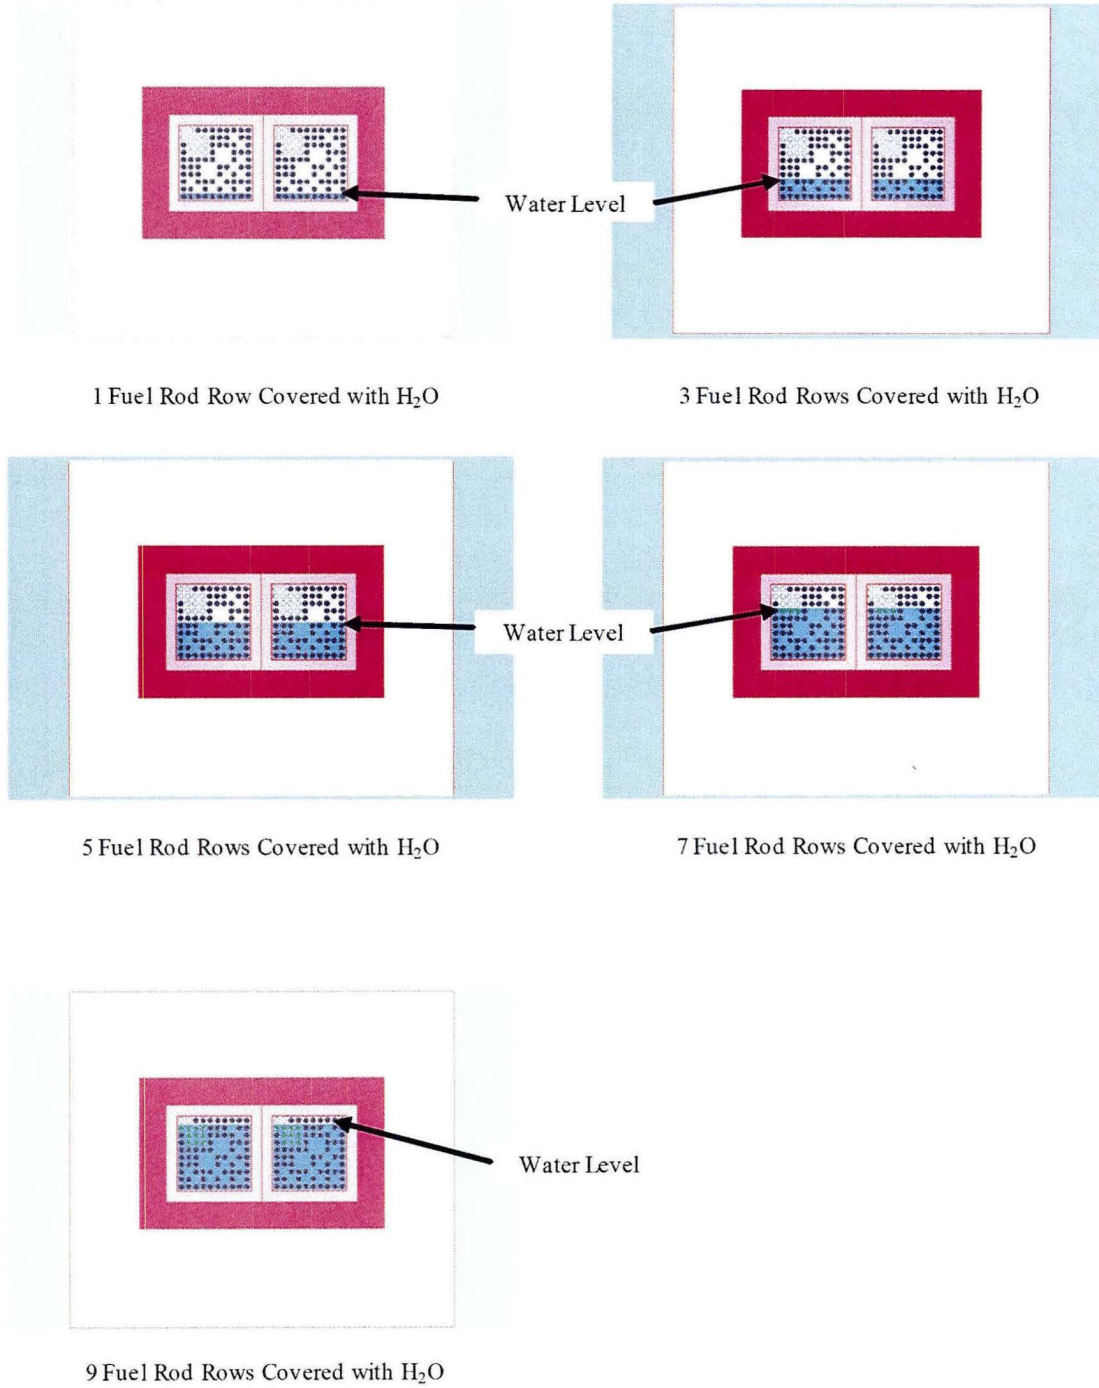 Water Level
1 Fuel Rod Row Covered with H₂O
3 Fuel Rod Rows Covered with H₂O
Water Level
5 Fuel Rod Rows Covered with H₂O
7 Fuel Rod Rows Covered with H₂O
Water Level
9 Fuel Rod Rows Covered with H₂O